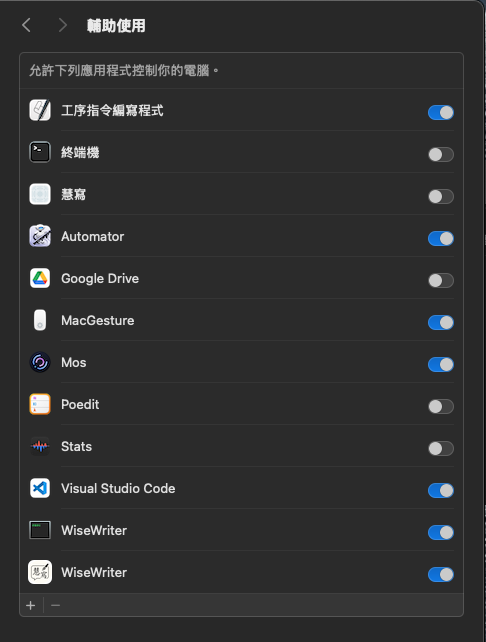 輔助使用
允許下列應用程式控制你的電腦。
工序指令編寫程式
終端機
慧寫
Automator
Google Drive
MacGesture
Mos
Poedit
Stats
Visual Studio Code
WiseWriter
WiseWriter